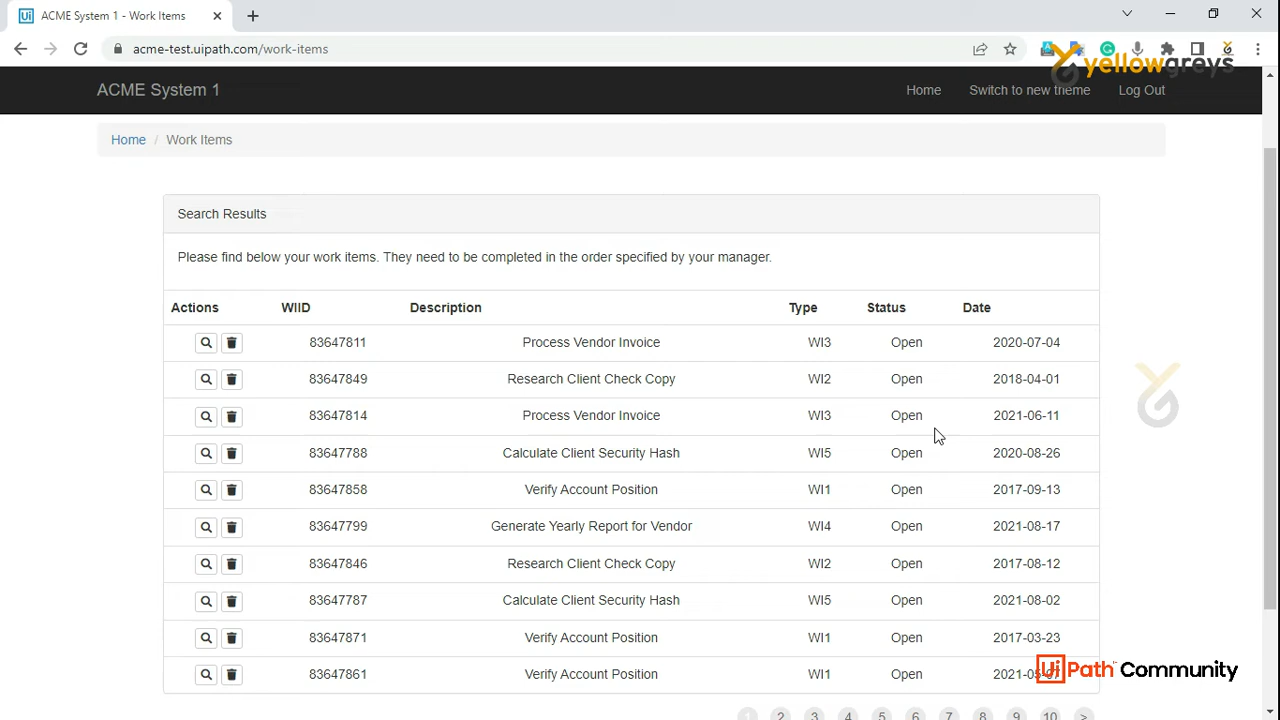 ACME System 1 - Work Items
acme-test.uipath.com/work-items
yellowgreys
ACME System 1
Home
Switch to new theme
Log Out
Home / Work Items
Search Results
Please find below your work items. They need to be completed in the order specified by your manager.
Actions WIID Description Type Status Date
83647811 Process Vendor Invoice WI3 Open 2020-07-04
83647849 Research Client Check Copy WI2 Open 2018-04-01
83647814 Process Vendor Invoice WI3 Open 2021-06-11
83647788 Calculate Client Security Hash WI5 Open 2020-08-26
83647858 Verify Account Position WI1 Open 2017-09-13
83647799 Generate Yearly Report for Vendor WI4 Open 2021-08-17
83647846 Research Client Check Copy WI2 Open 2017-08-12
83647787 Calculate Client Security Hash WI5 Open 2021-08-02
83647871 Verify Account Position WI1 Open 2017-03-23
Verify Account Position WI1 Open
UiPath Community
1 2 3 4 5 6 7 8 9 10 >